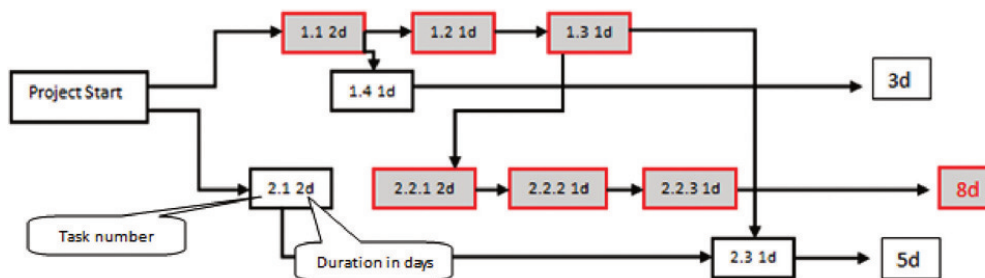 1.1 2d
1.2 1d
1.3 1d
Project Start
1.4 1d
3d
2.1 2d
2.2.1 2d
2.2.2 1d
2.2.3 1d
8d
Task number
Duration in days
2.3 1d
5d